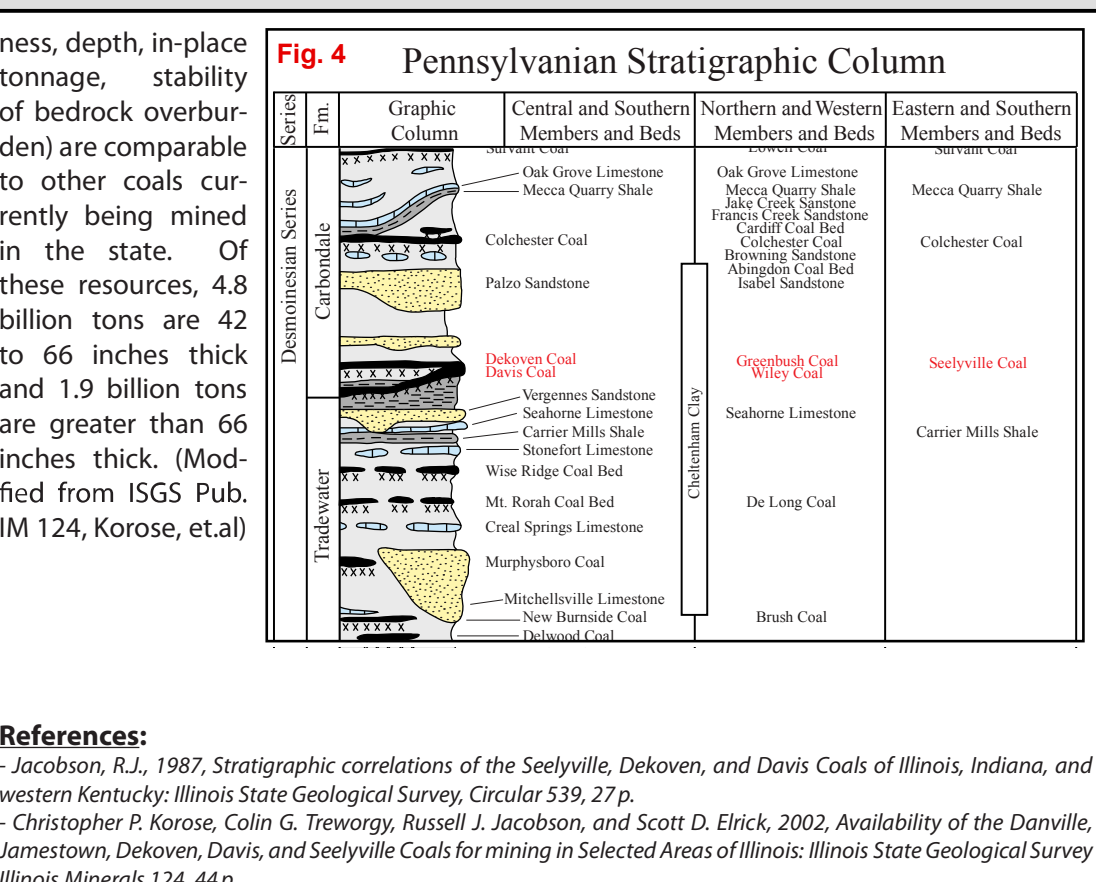 ness, depth, in-place
tonnage, stability
of bedrock overbur-
den) are comparable
to other coals cur-
rently being mined
in the state. Of
these resources, 4.8
billion tons are 42
to 66 inches thick
and 1.9 billion tons
are greater than 66
inches thick. (Mod-
fied from ISGS Pub.
IM 124, Korose, et.al)
Fig. 4
Pennsylvanian Stratigraphic Column
Series
Fm.
Graphic
Column
Central and Southern
Members and Beds
Northern and Western
Members and Beds
Eastern and Southern
Members and Beds
Desmoinesian Series
Carbondale
Tradewater
Survant Coal
Oak Grove Limestone
Mecca Quarry Shale
Colchester Coal
Palzo Sandstone
Dekoven Coal
Davis Coal
Vergennes Sandstone
Seahorne Limestone
Carrier Mills Shale
Stonefort Limestone
Wise Ridge Coal Bed
Mt. Rorah Coal Bed
Creal Springs Limestone
Murphysboro Coal
Mitchellsville Limestone
New Burnside Coal
Delwood Coal
Lowell Coal
Oak Grove Limestone
Mecca Quarry Shale
Jake Creek Sanstone
Francis Creek Sandstone
Cardiff Coal Bed
Colchester Coal
Browning Sandstone
Abingdon Coal Bed
Isabel Sandstone
Greenbush Coal
Wiley Coal
Cheltenham Clay
Seahorne Limestone
De Long Coal
Brush Coal
Survant Coal
Mecca Quarry Shale
Colchester Coal
Seelyville Coal
Carrier Mills Shale
References:
- Jacobson, R.J., 1987, Stratigraphic correlations of the Seelyville, Dekoven, and Davis Coals of Illinois, Indiana, and
western Kentucky: Illinois State Geological Survey, Circular 539, 27 p.
- Christopher P. Korose, Colin G. Treworgy, Russell J. Jacobson, and Scott D. Elrick, 2002, Availability of the Danville,
Jamestown, Dekoven, Davis, and Seelyville Coals for mining in Selected Areas of Illinois: Illinois State Geological Survey
Illinois Minerals 124, 44 p.